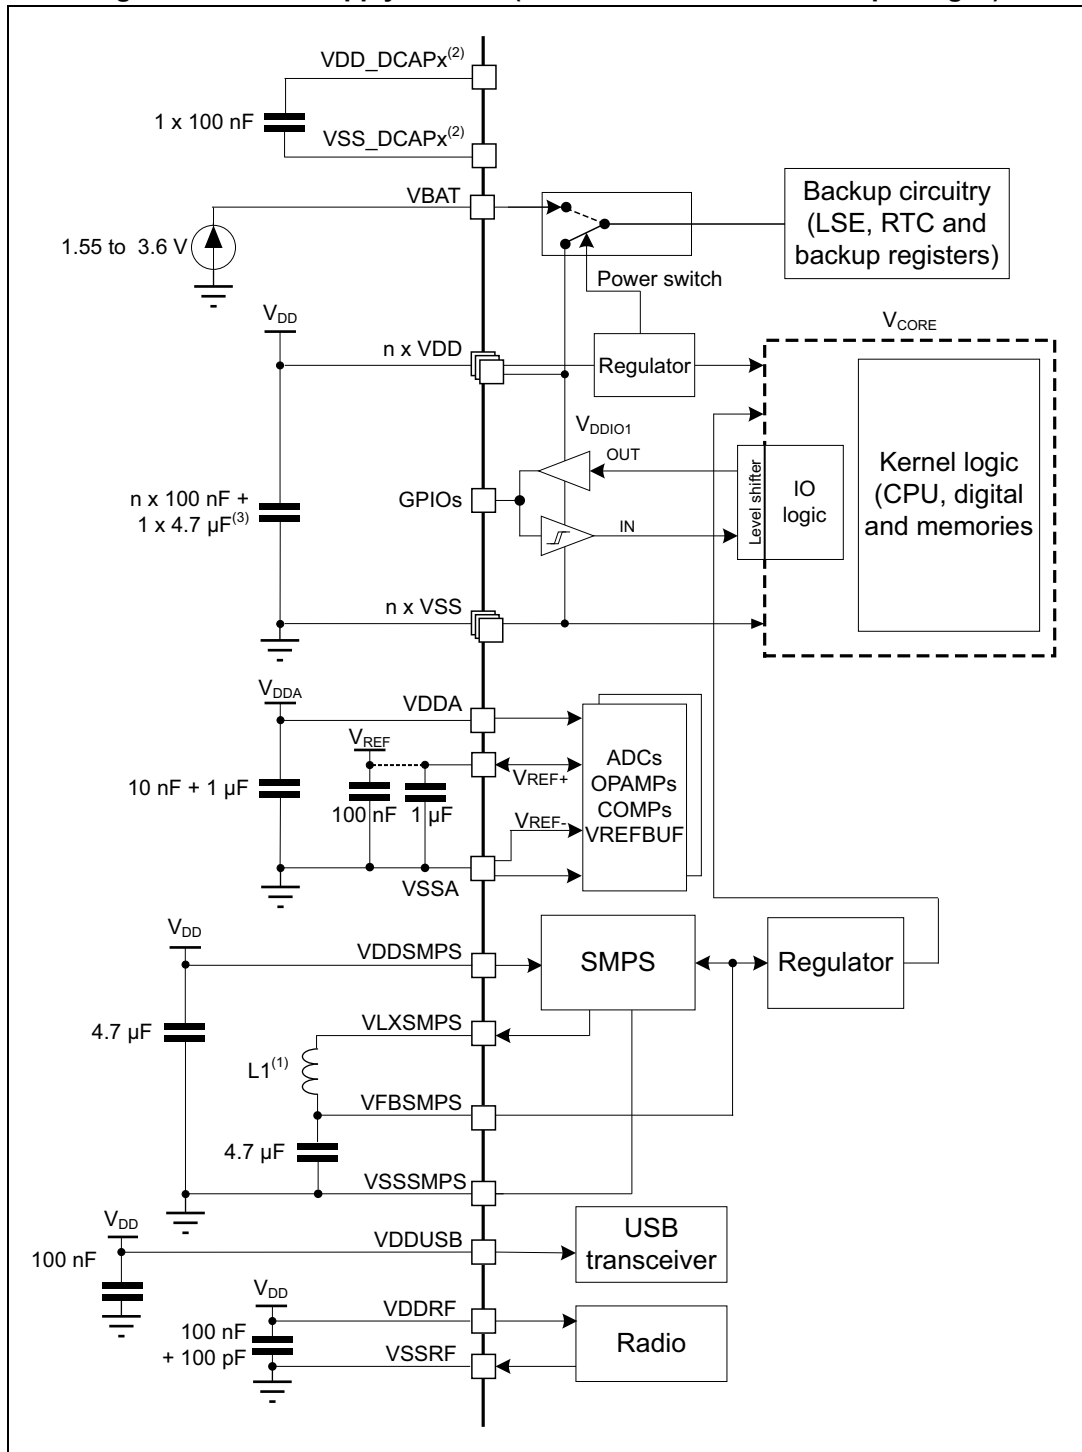 VDD_DCAPx(2)
1 x 100 nF
VSS_DCAPx(2)
VBAT
Backup circuitry
(LSE, RTC and
backup registers)
1.55 to 3.6 V
Power switch
VDD
VCORE
n x VDD
Regulator
VDDIO1
OUT
GPIOs
n x 100 nF +
1 x 4.7 µF(3)
IN
Level shifter
IO
logic
Kernel logic
(CPU, digital
and memories
n x VSS
VDDA
VDDA
VREF
VREF+
ADCs
OPAMPs
COMPs
VREFBUF
10 nF + 1 µF
100 nF
1 µF
VREF-
VSSA
VDD
VDDSMPS
SMPS
Regulator
4.7 µF
VLXSMPS
L1(1)
VFBSMPS
4.7 µF
VSSSMPS
VDD
100 nF
VDDUSB
USB
transceiver
VDD
VDDRF
100 nF
+ 100 pF
VSSRF
Radio